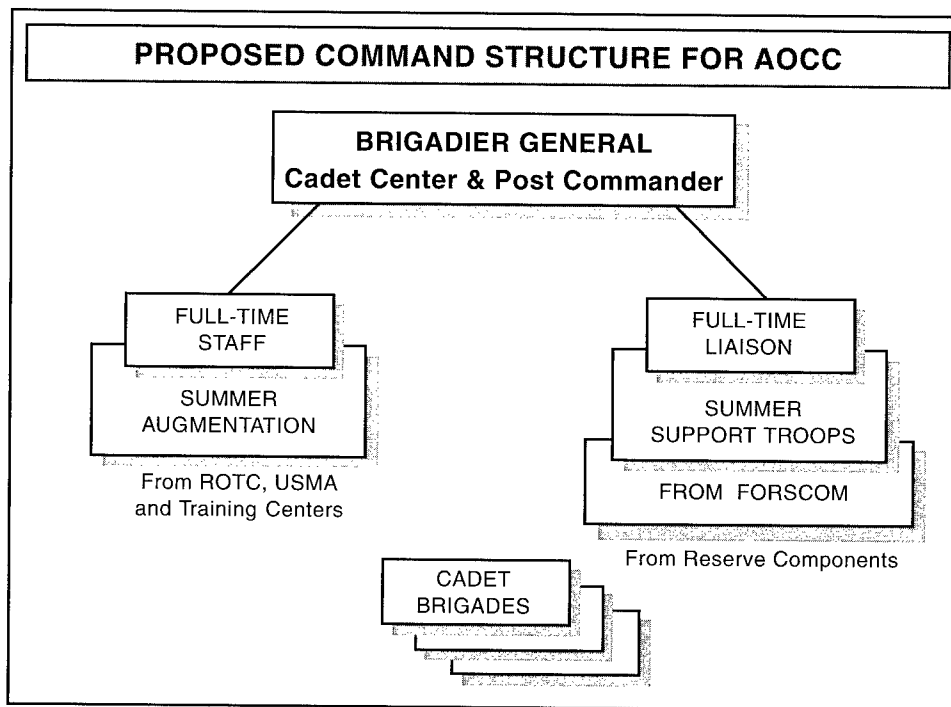 PROPOSED COMMAND STRUCTURE FOR AOCC
BRIGADIER GENERAL
Cadet Center & Post Commander
FULL-TIME
STAFF
SUMMER
AUGMENTATION
From ROTC, USMA
and Training Centers
FULL-TIME
LIAISON
SUMMER
SUPPORT TROOPS
FROM FORSCOM
From Reserve Components
CADET
BRIGADES